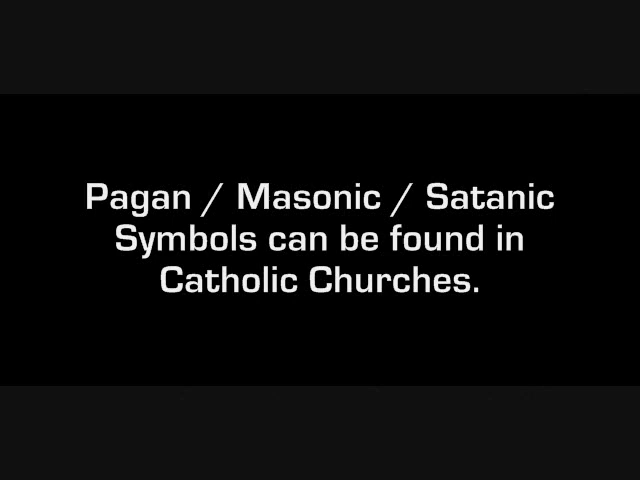 Pagan / Masonic / Satanic
Symbols can be found in
Catholic Churches.